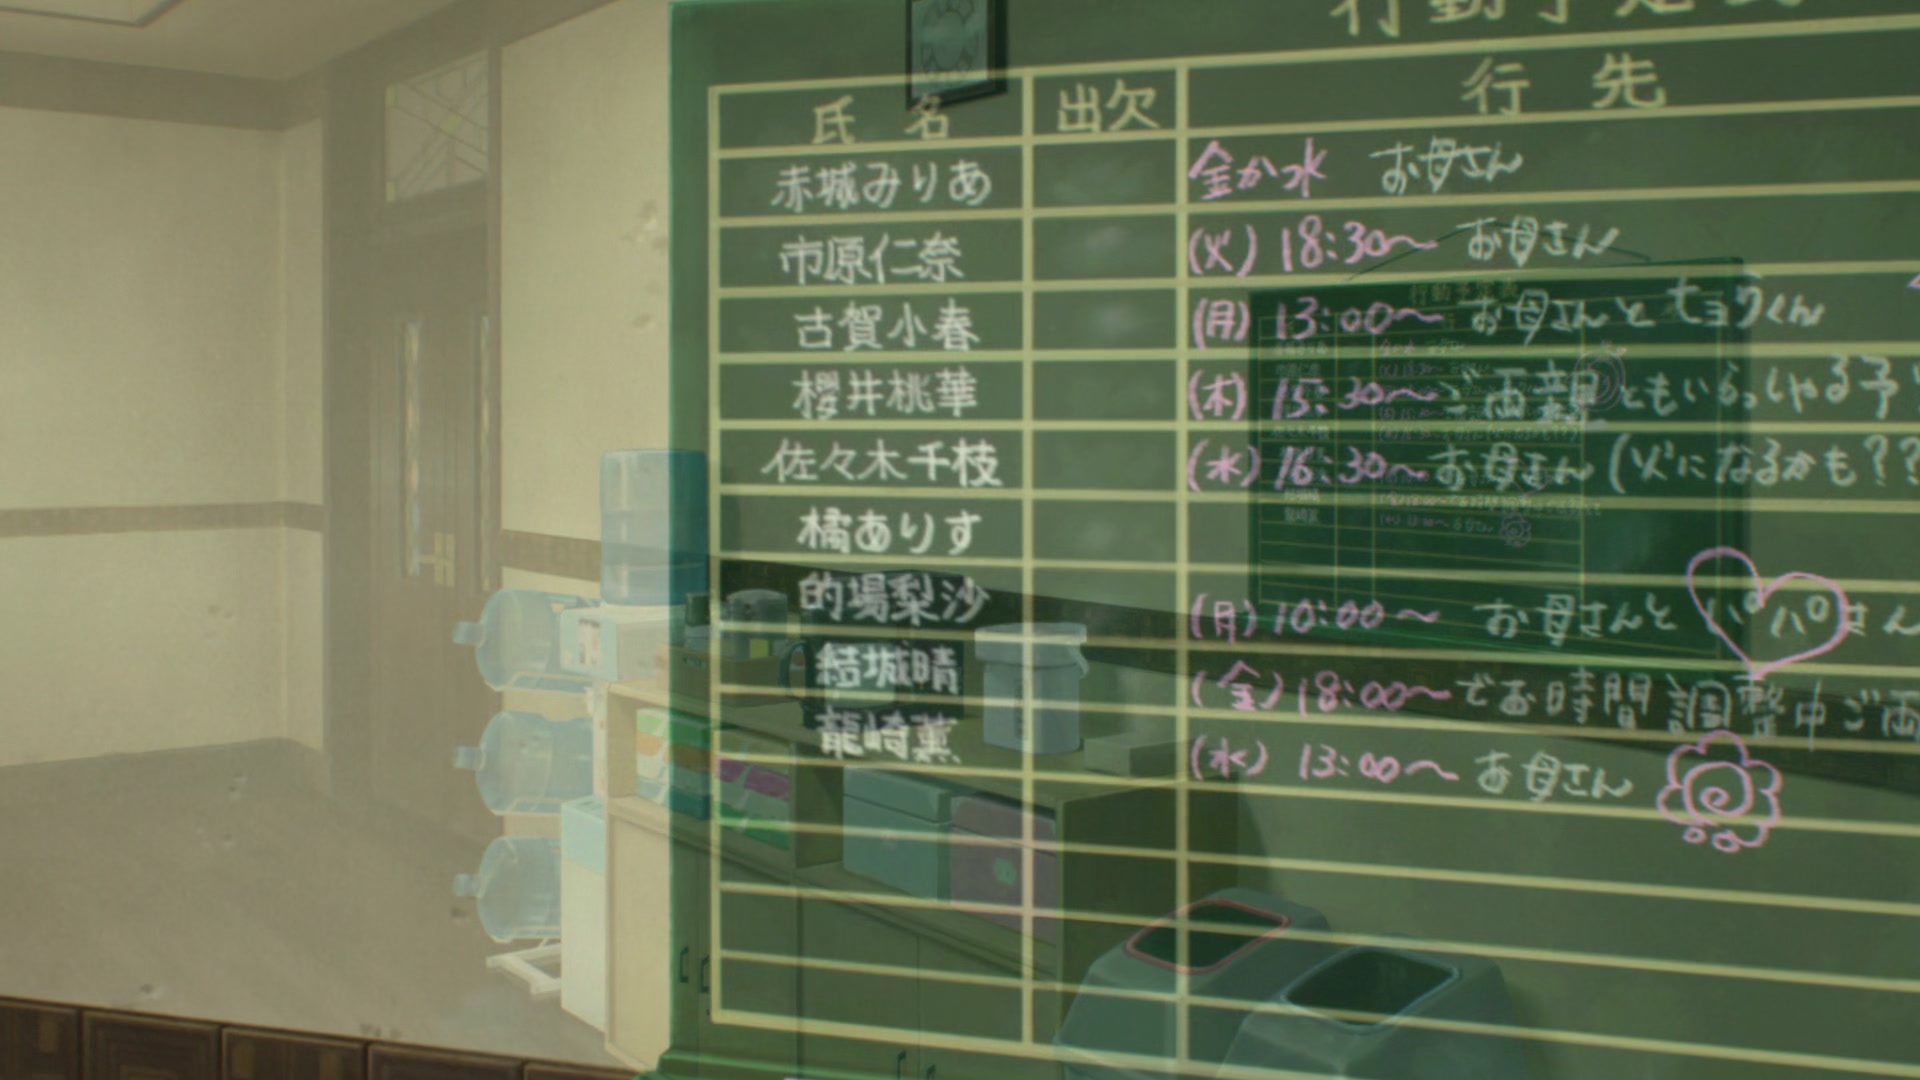 行動予定表
氏名 出欠 行先
赤城みりあ 金か水 お母さん
市原仁奈 (火) 18:30〜 お母さん
古賀小春 (月) 13:00〜 お母さんとヒョウくん
櫻井桃華 (木) 15:30〜ご両親ともいらっしゃる予
佐々木千枝 (水) 16:30〜お母さん (火になるかも??
橘ありす
的場梨沙 (月) 10:00〜 お母さんとパパさん
結城晴 (金) 18:00〜でお時間調整中ご両
龍崎薫 (水) 13:00〜 お母さん